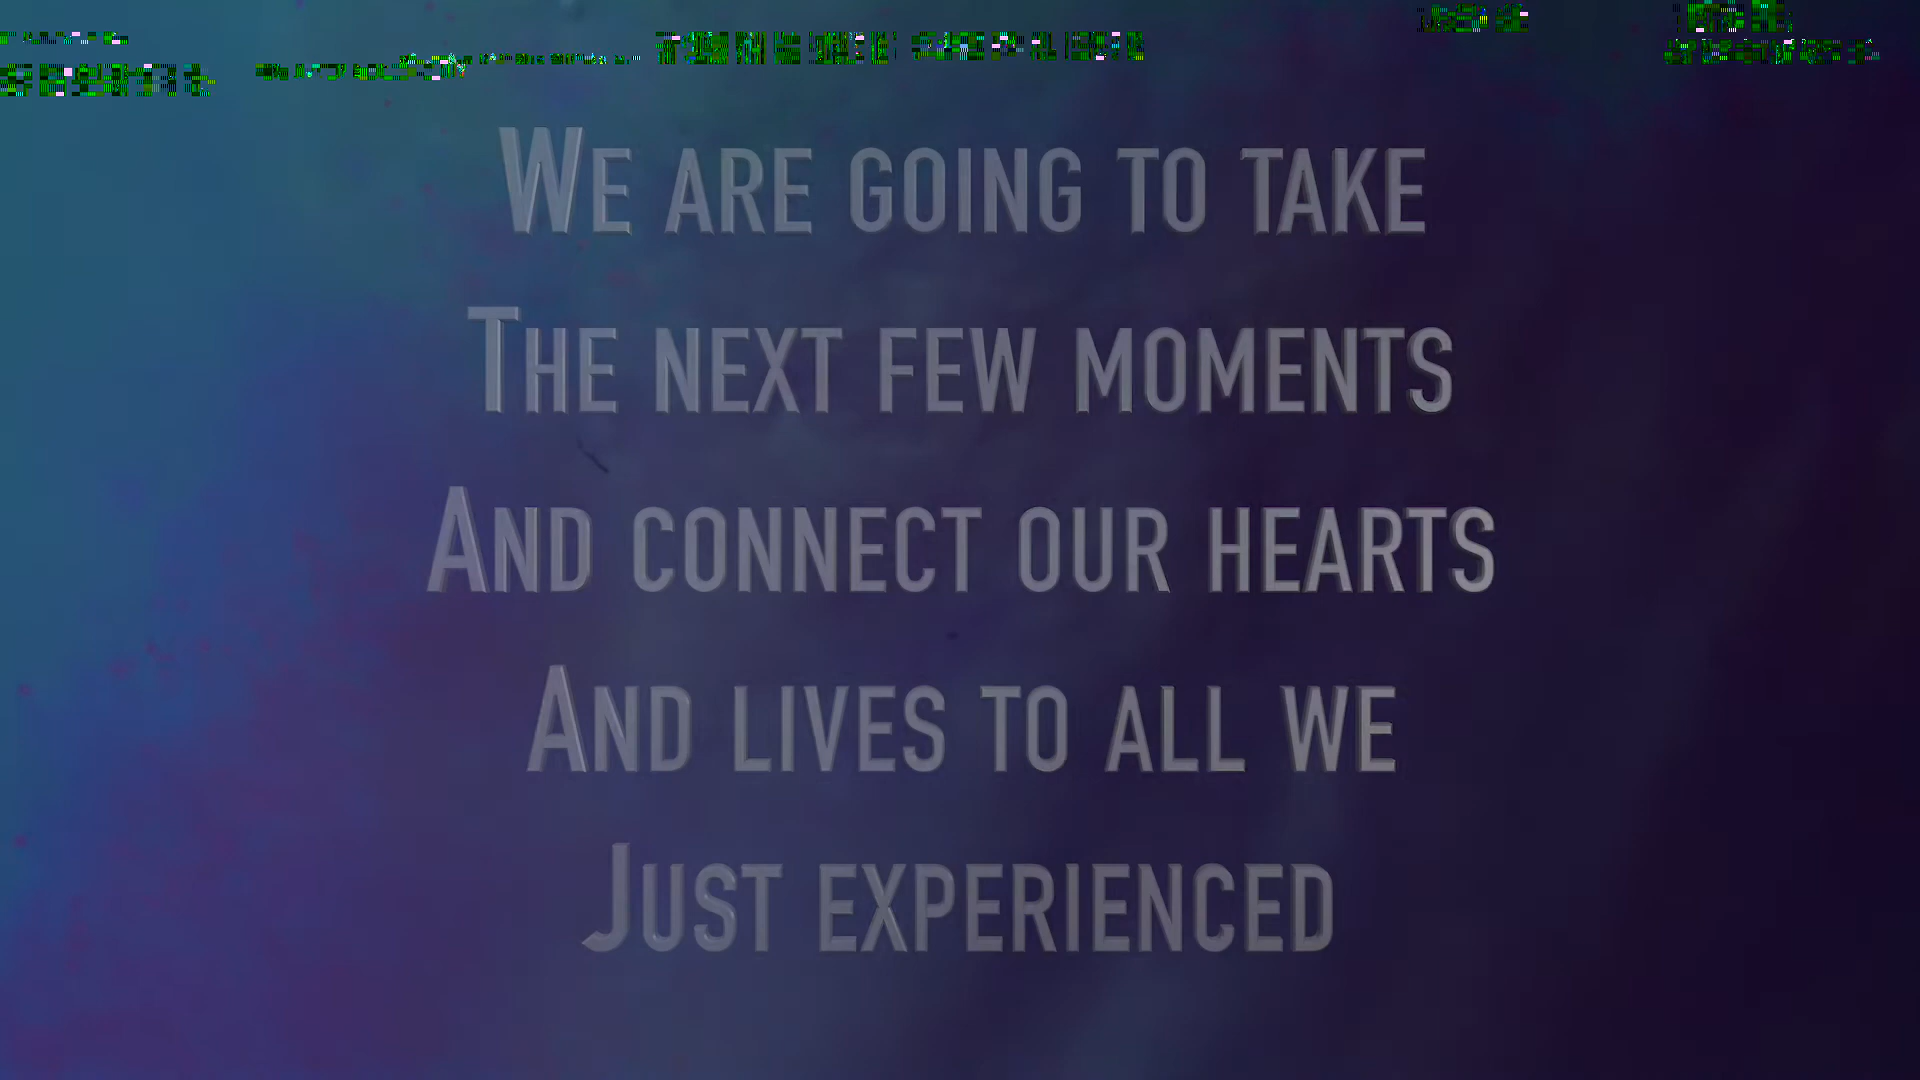 We are going to take
The next few moments
And connect our hearts
And lives to all we
Just experienced